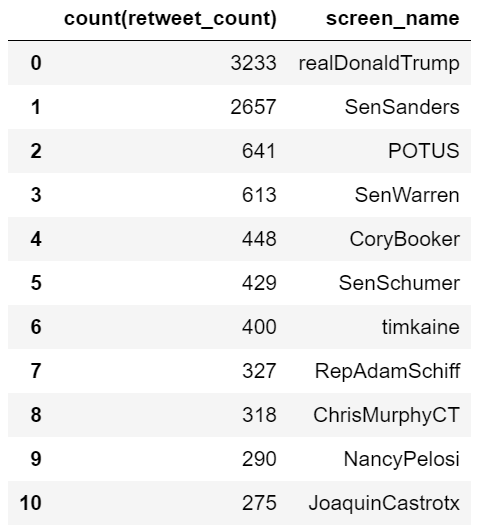 count(retweet_count) screen_name
0 3233 realDonaldTrump
1 2657 SenSanders
2 641 POTUS
3 613 SenWarren
4 448 CoryBooker
5 429 SenSchumer
6 400 timkaine
7 327 RepAdamSchiff
8 318 ChrisMurphyCT
9 290 NancyPelosi
10 275 JoaquinCastrotx